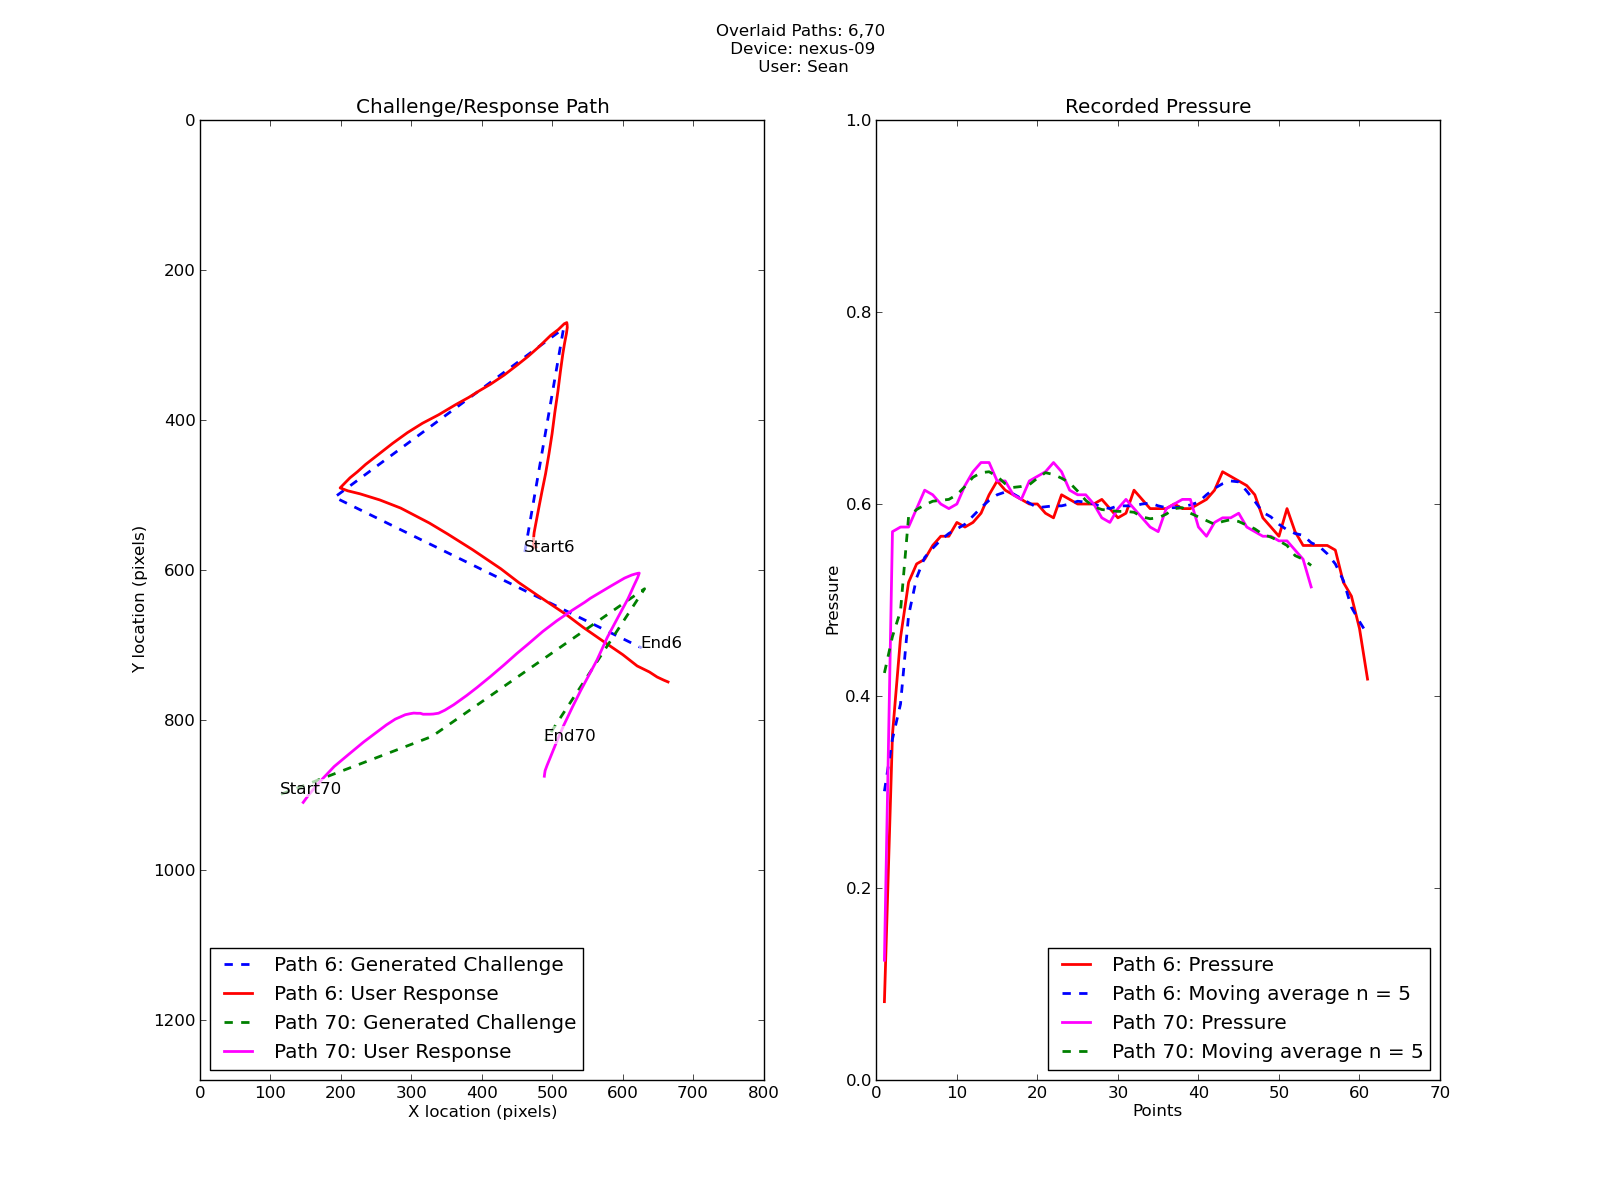 Overlaid Paths: 6,70
Device: nexus-09
User: Sean
Challenge/Response Path
0
200
400
600
800
1000
1200
Y location (pixels)
Start6
End6
End70
Start70
Path 6: Generated Challenge
Path 6: User Response
Path 70: Generated Challenge
Path 70: User Response
0 100 200 300 400 500 600 700 800
X location (pixels)
Recorded Pressure
1.0
0.8
0.6
0.4
0.2
0.0
Pressure
Path 6: Pressure
Path 6: Moving average n = 5
Path 70: Pressure
Path 70: Moving average n = 5
0 10 20 30 40 50 60 70
Points